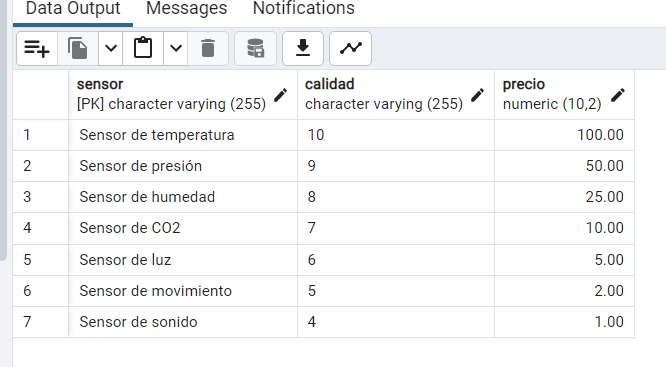 Data Output Messages Notifications
sensor calidad precio
[PK] character varying (255) character varying (255) numeric (10,2)
1 Sensor de temperatura 10 100.00
2 Sensor de presión 9 50.00
3 Sensor de humedad 8 25.00
4 Sensor de CO2 7 10.00
5 Sensor de luz 6 5.00
6 Sensor de movimiento 5 2.00
7 Sensor de sonido 4 1.00